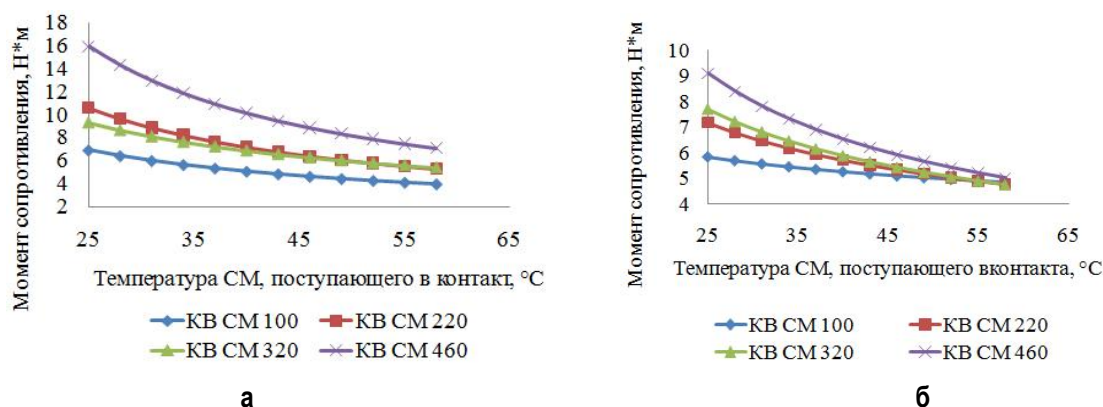 Момент сопротивления, Н*м
18
16
14
12
10
8
6
4
2
25 35 45 55 65
Температура СМ, поступающего в контакт, °С
КВ СМ 100 КВ СМ 220
КВ СМ 320 КВ СМ 460
а
Момент сопротивления, Н*м
10
9
8
7
6
5
4
25 35 45 55 65
Температура СМ, поступающего вконтакта, °С
КВ СМ 100 КВ СМ 220
КВ СМ 320 КВ СМ 460
б